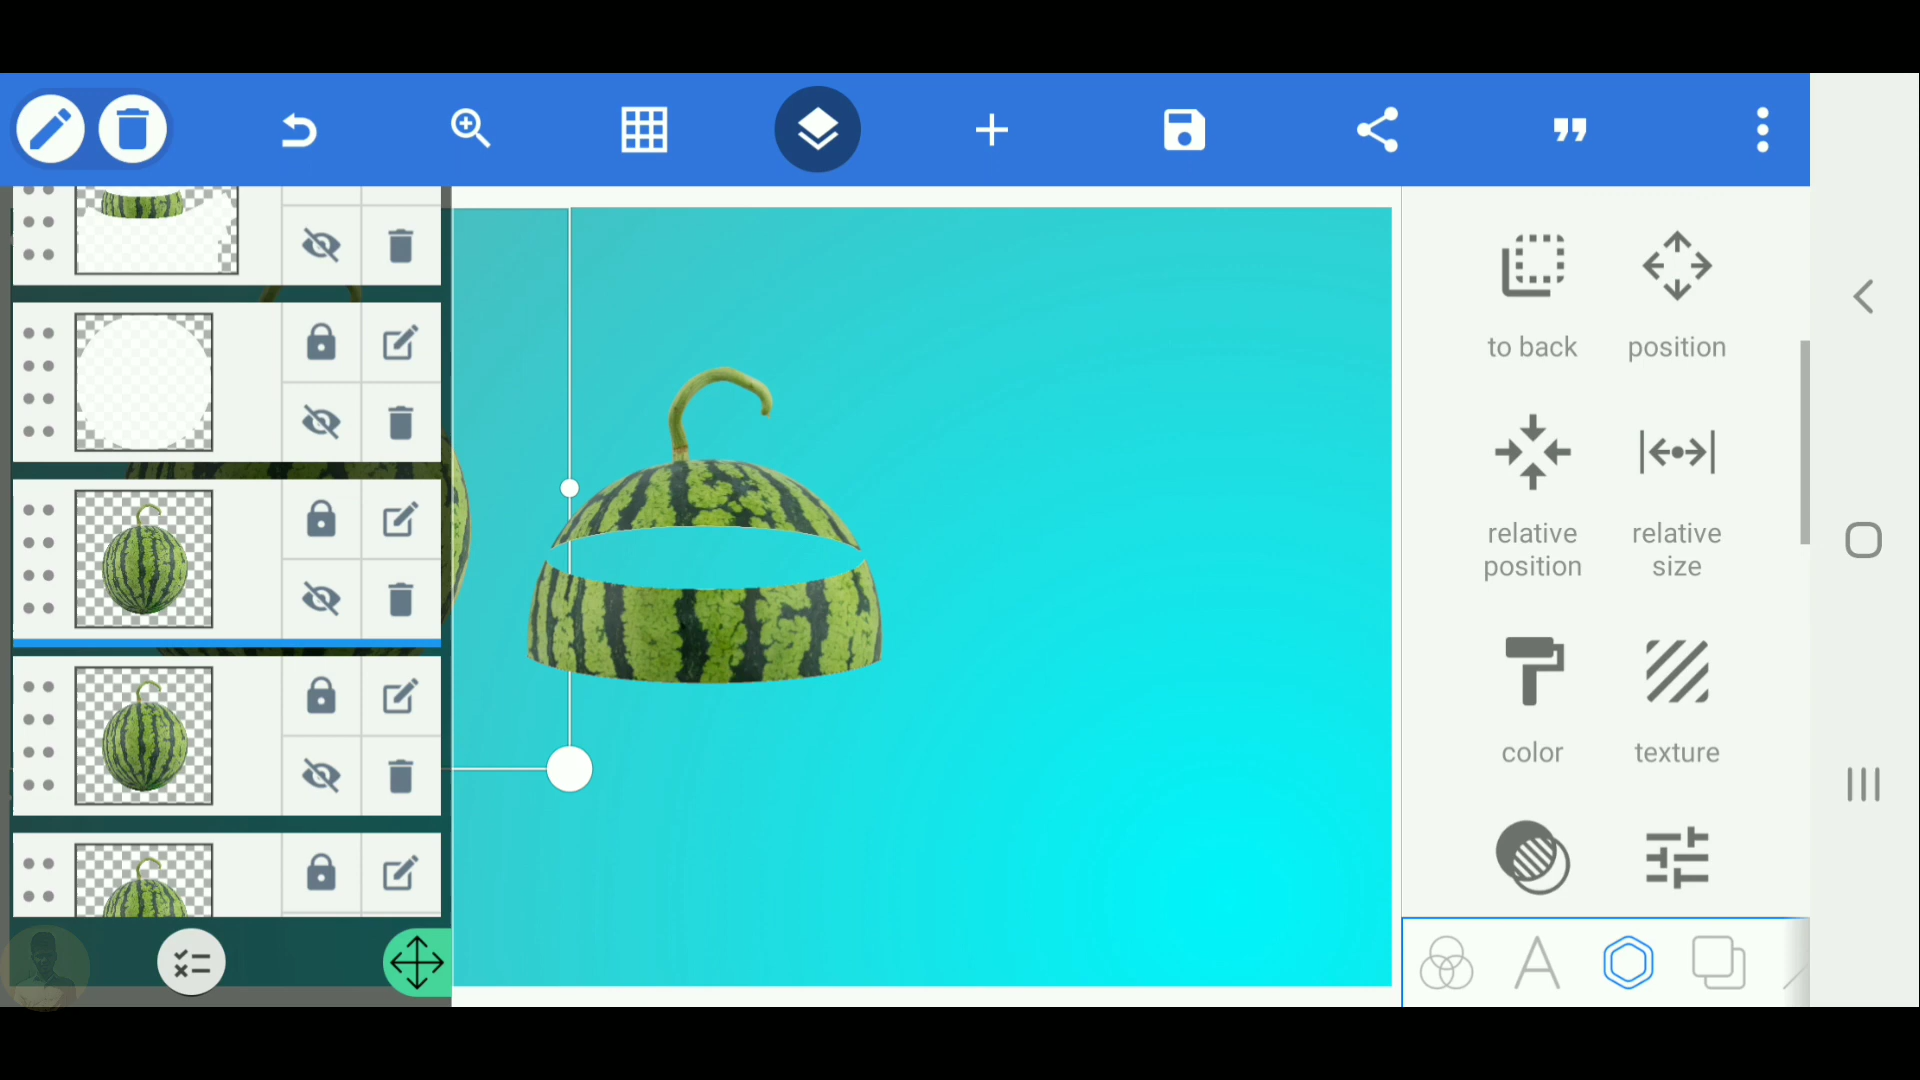 to back
position
relative
position
relative
size
color
texture